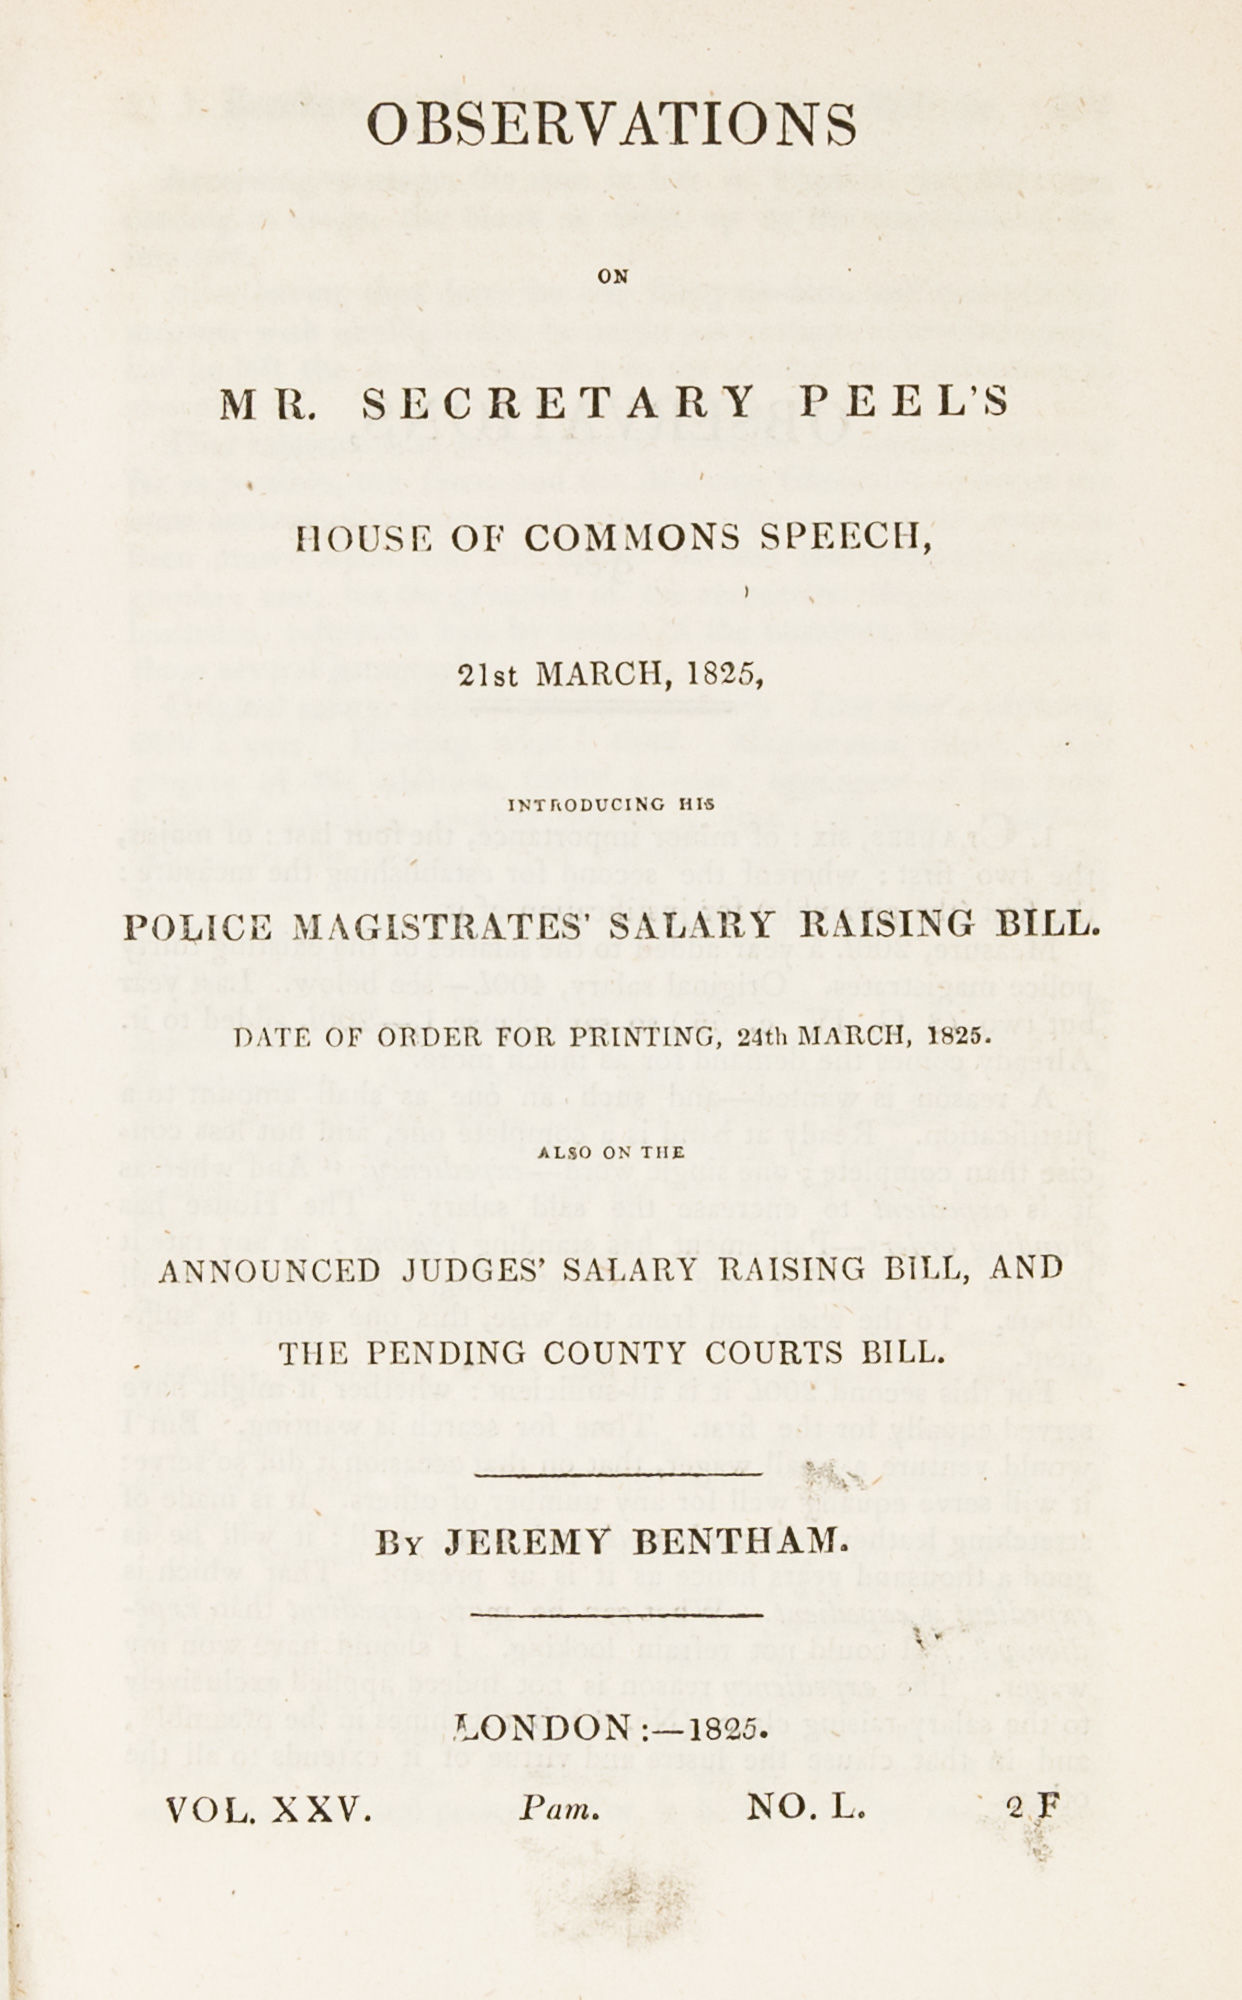 OBSERVATIONS
ON
MR. SECRETARY PEEL'S
HOUSE OF COMMONS SPEECH,
21st MARCH, 1825,
INTRODUCING HIS
POLICE MAGISTRATES' SALARY RAISING BILL.
DATE OF ORDER FOR PRINTING, 24th MARCH, 1825.
ALSO ON THE
ANNOUNCED JUDGES' SALARY RAISING BILL, AND
THE PENDING COUNTY COURTS BILL.
BY JEREMY BENTHAM.
LONDON:—1825.
VOL. XXV. Pam. NO. L. 2 F